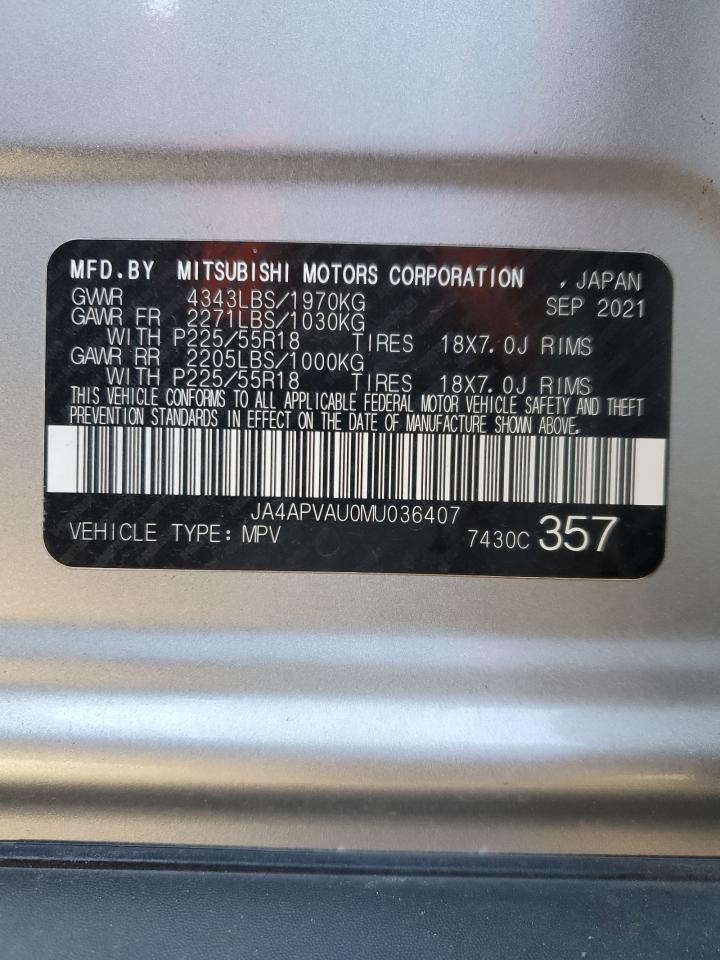 MFD.BY MITSUBISHI MOTORS CORPORATION , JAPAN
GVWR 4343LBS/1970KG SEP 2021
GAWR FR 2271LBS/1030KG
WITH P225/55R18 TIRES 18X7.0J RIMS
GAWR RR 2205LBS/1000KG
WITH P225/55R18 TIRES 18X7.0J RIMS
THIS VEHICLE CONFORMS TO ALL APPLICABLE FEDERAL MOTOR VEHICLE SAFETY AND THEFT
PREVENTION STANDARDS IN EFFECT ON THE DATE OF MANUFACTURE SHOWN ABOVE.
JA4APVAU0MU036407
VEHICLE TYPE: MPV 7430C 357